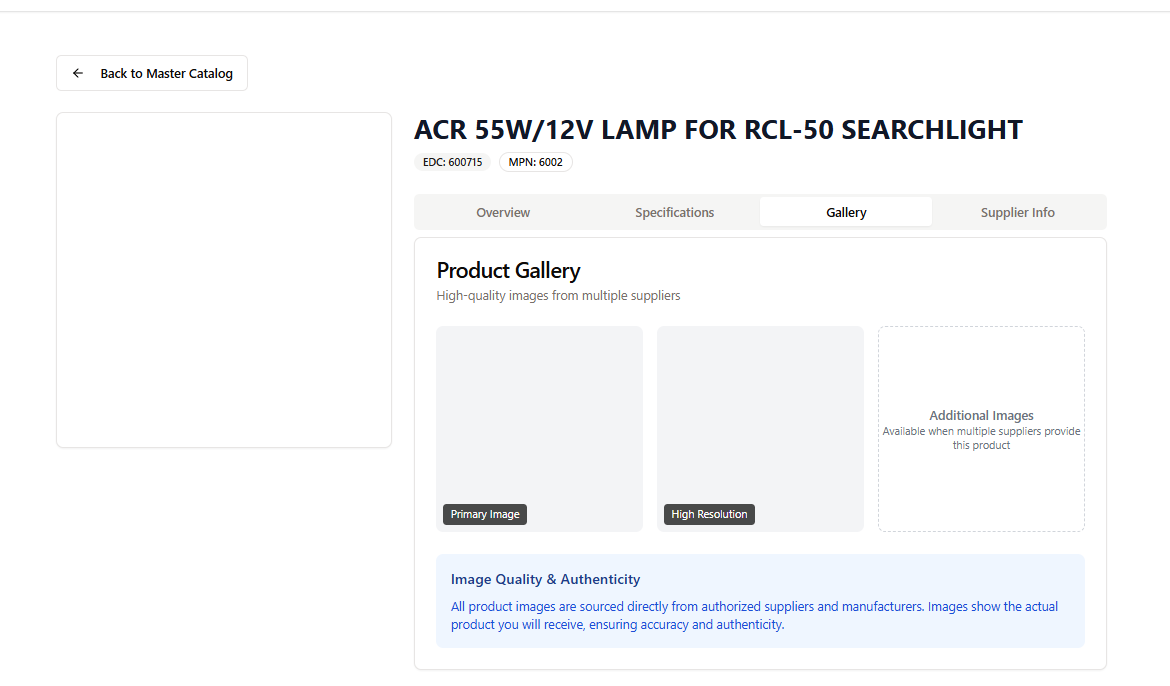 Back to Master Catalog
ACR 55W/12V LAMP FOR RCL-50 SEARCHLIGHT
EDC: 600715
MPN: 6002
Overview
Specifications
Gallery
Supplier Info
Product Gallery
High-quality images from multiple suppliers
Primary Image
High Resolution
Additional Images
Available when multiple suppliers provide
this product
Image Quality & Authenticity
All product images are sourced directly from authorized suppliers and manufacturers. Images show the actual
product you will receive, ensuring accuracy and authenticity.